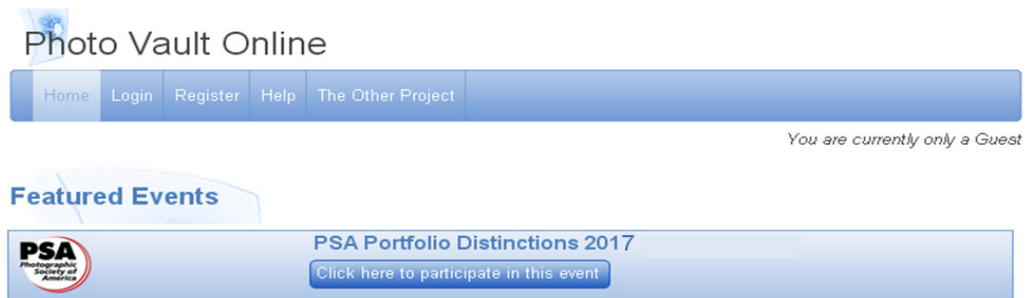 Photo Vault Online
Home Login Register Help The Other Project
You are currently only a Guest
Featured Events
PSA
Photographic
Society of
America
PSA Portfolio Distinctions 2017
Click here to participate in this event